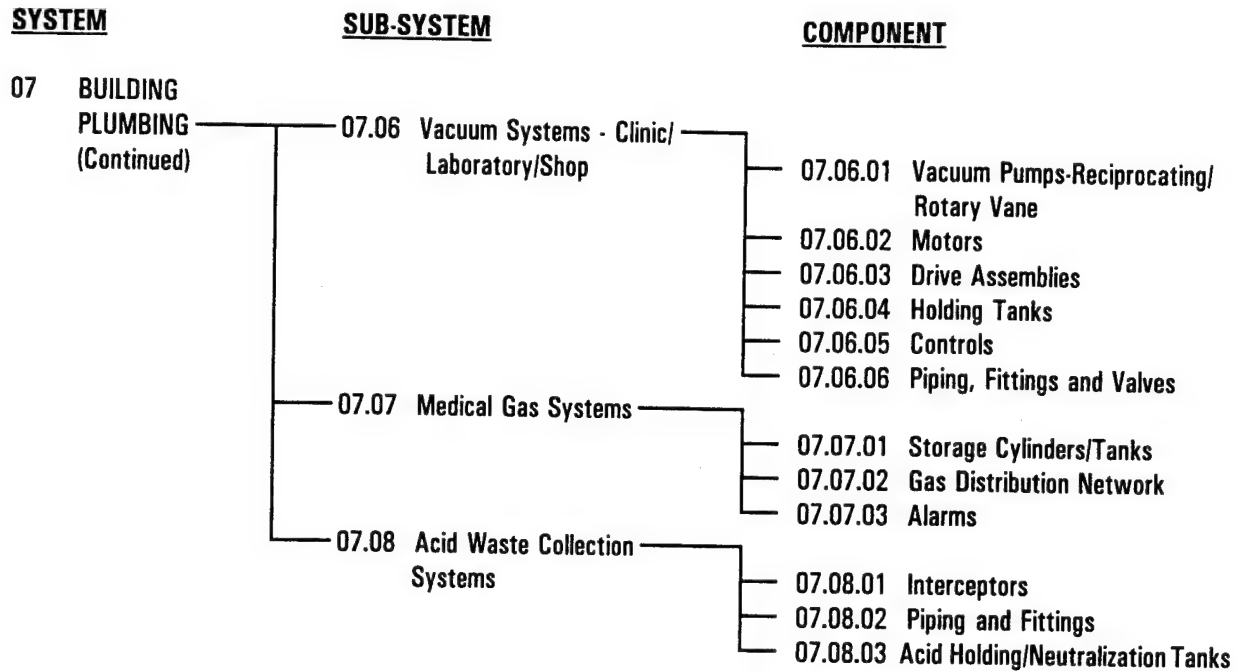 SYSTEM
SUB-SYSTEM
COMPONENT
07 BUILDING
PLUMBING
(Continued)
07.06 Vacuum Systems - Clinic/
Laboratory/Shop
07.06.01 Vacuum Pumps-Reciprocating/
Rotary Vane
07.06.02 Motors
07.06.03 Drive Assemblies
07.06.04 Holding Tanks
07.06.05 Controls
07.06.06 Piping, Fittings and Valves
07.07 Medical Gas Systems
07.07.01 Storage Cylinders/Tanks
07.07.02 Gas Distribution Network
07.07.03 Alarms
07.08 Acid Waste Collection
Systems
07.08.01 Interceptors
07.08.02 Piping and Fittings
07.08.03 Acid Holding/Neutralization Tanks